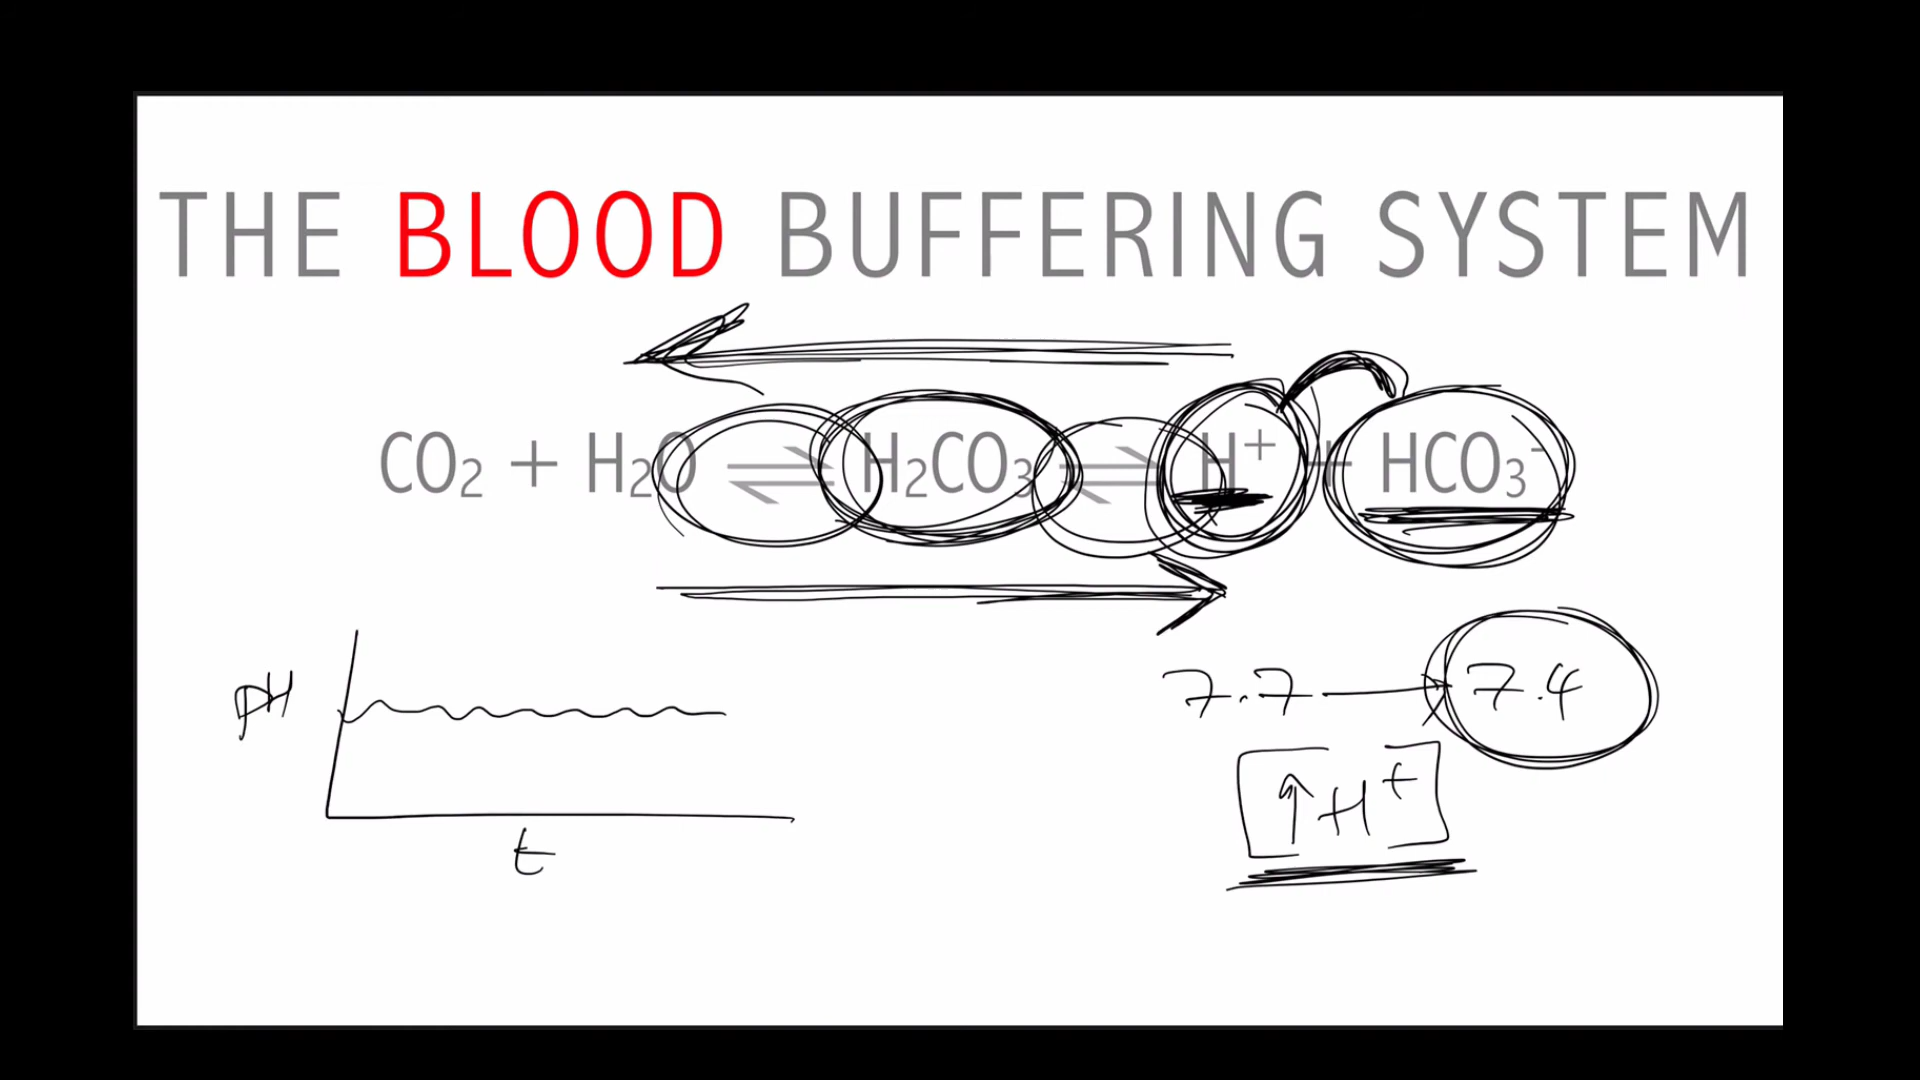 THE BLOOD BUFFERING SYSTEM
CO₂ + H₂O ⇌ H₂CO₃ ⇌ H⁺ + HCO₃⁻
pH
7.7 → 7.4
↑ H⁺
t